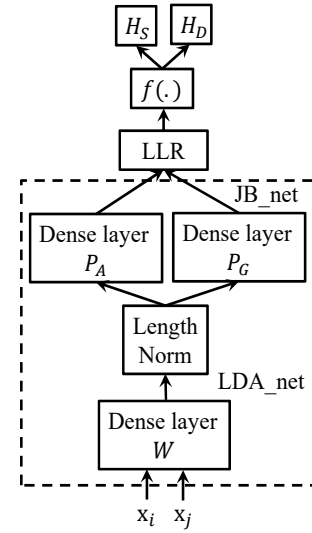 H_S H_D
f(.)
LLR
JB_net
Dense layer Dense layer
P_A P_G
Length
Norm
LDA_net
Dense layer
W
x_i x_j